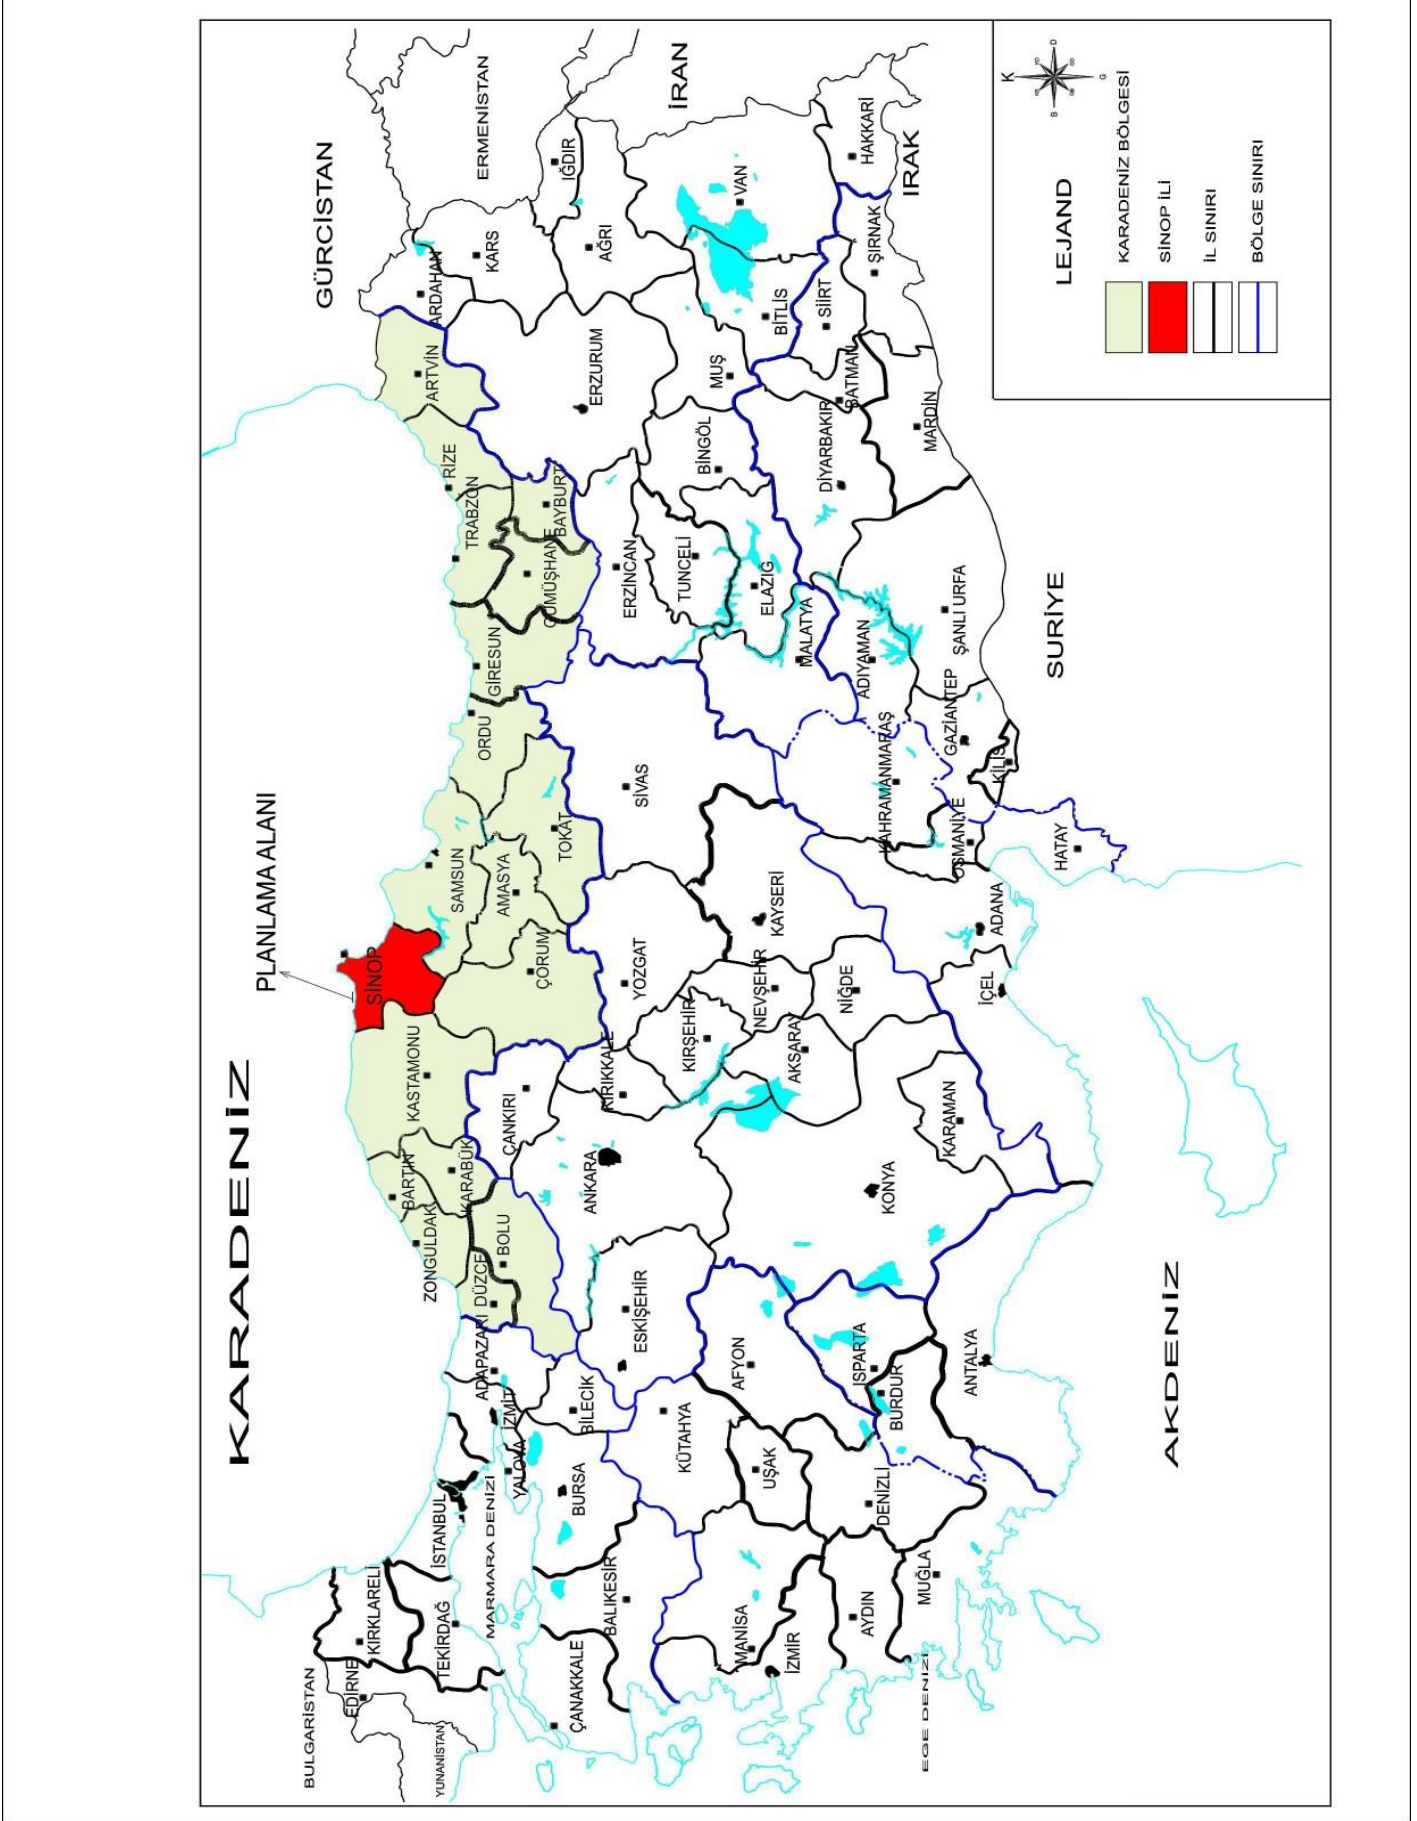 KARADENİZ
PLANLAMA ALANI
GÜRCİSTAN
ERMENİSTAN
İRAN
IRAK
SURİYE
AKDENİZ
EGE DENİZİ
MARMARA DENİZİ
BULGARİSTAN
YUNANİSTAN
EDİRNE
KIRKLARELİ
TEKİRDAĞ
İSTANBUL
ÇANAKKALE
BALIKESİR
BURSA
YALOVA
İZMİT
ADAPAZARI
BİLECİK
DÜZCE
BOLU
ZONGULDAK
BARTIN
KARABÜK
KASTAMONU
SİNOP
ÇANKIRI
ÇORUM
SAMSUN
AMASYA
TOKAT
ORDU
GİRESUN
GÜMÜŞHANE
TRABZON
BAYBURT
RİZE
ARTVİN
ARDAHAN
KARS
IĞDIR
AĞRI
ERZURUM
ERZİNCAN
SİVAS
YOZGAT
KIRIKKALE
ANKARA
ESKİŞEHİR
KÜTAHYA
MANİSA
İZMİR
UŞAK
AFYON
KONYA
AKSARAY
KIRŞEHİR
NEVŞEHİR
NİĞDE
KAYSERİ
MALATYA
ELAZIĞ
TUNCELİ
BİNGÖL
MUŞ
BİTLİS
VAN
HAKKARİ
ŞIRNAK
SİİRT
BATMAN
DİYARBAKIR
MARDİN
ŞANLI URFA
ADIYAMAN
KAHRAMANMARAŞ
GAZİANTEP
KİLİS
OSMANİYE
HATAY
ADANA
İÇEL
KARAMAN
ANTALYA
ISPARTA
BURDUR
DENİZLİ
AYDIN
MUĞLA
LEJAND
KARADENİZ BÖLGESİ
SİNOP İLİ
İL SINIRI
BÖLGE SINIRI
K
D
G
B